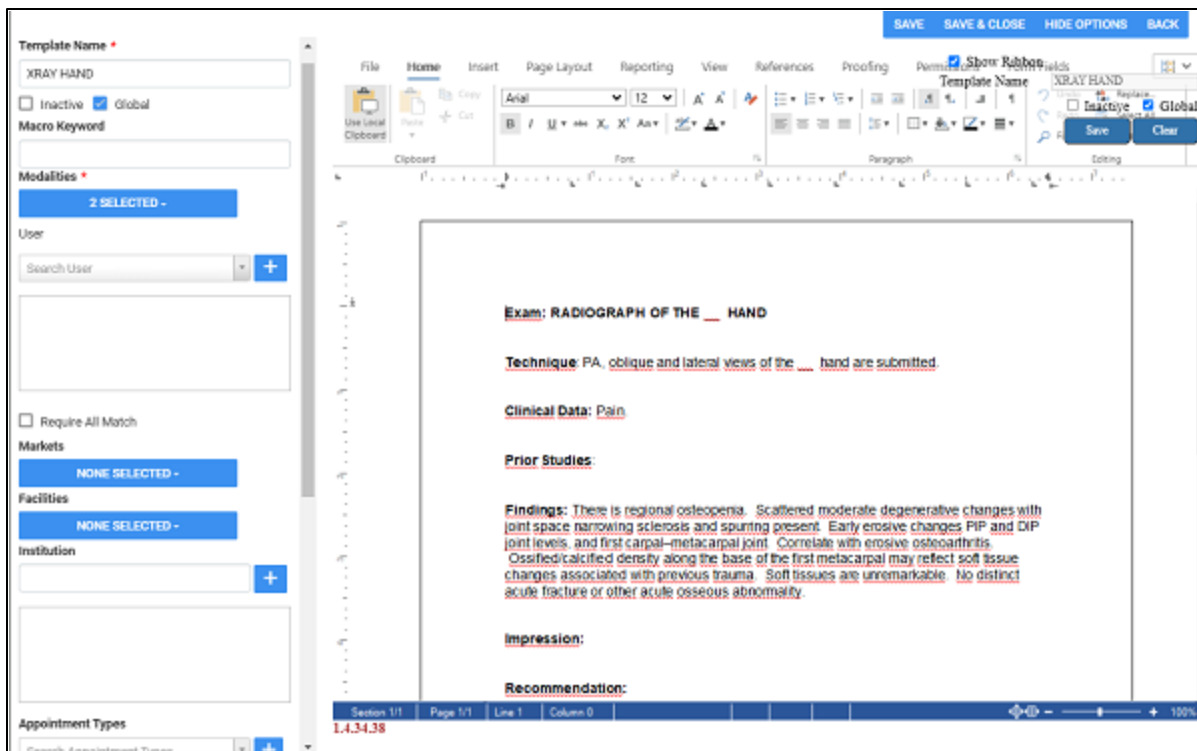 SAVE SAVE & CLOSE HIDE OPTIONS BACK
Template Name *
XRAY HAND
Inactive Global
Macro Keyword
Modalities *
2 SELECTED -
User
Search User
Require All Match
Markets
NONE SELECTED -
Facilities
NONE SELECTED -
Institution
Appointment Types
Search Appointment Types
File Home Insert Page Layout Reporting View References Proofing
Show Ribbon
Template Name XRAY HAND
Inactive Global
Save Clear
Use Local Clipboard
Paste
Copy
Cut
Arial 12
Clipboard Font Paragraph Editing
Exam: RADIOGRAPH OF THE __ HAND
Technique: PA, oblique and lateral views of the __ hand are submitted.
Clinical Data: Pain.
Prior Studies:
Findings: There is regional osteopenia. Scattered moderate degenerative changes with
joint space narrowing sclerosis and spurring present. Early erosive changes PIP and DIP
joint levels, and first carpal–metacarpal joint. Correlate with erosive osteoarthritis.
Ossified/calcified density along the base of the first metacarpal may reflect soft tissue
changes associated with previous trauma. Soft tissues are unremarkable. No distinct
acute fracture or other acute osseous abnormality.
Impression:
Recommendation:
Section 1/1 Page 1/1 Line 1 Column 0 100%
1.4.34.38